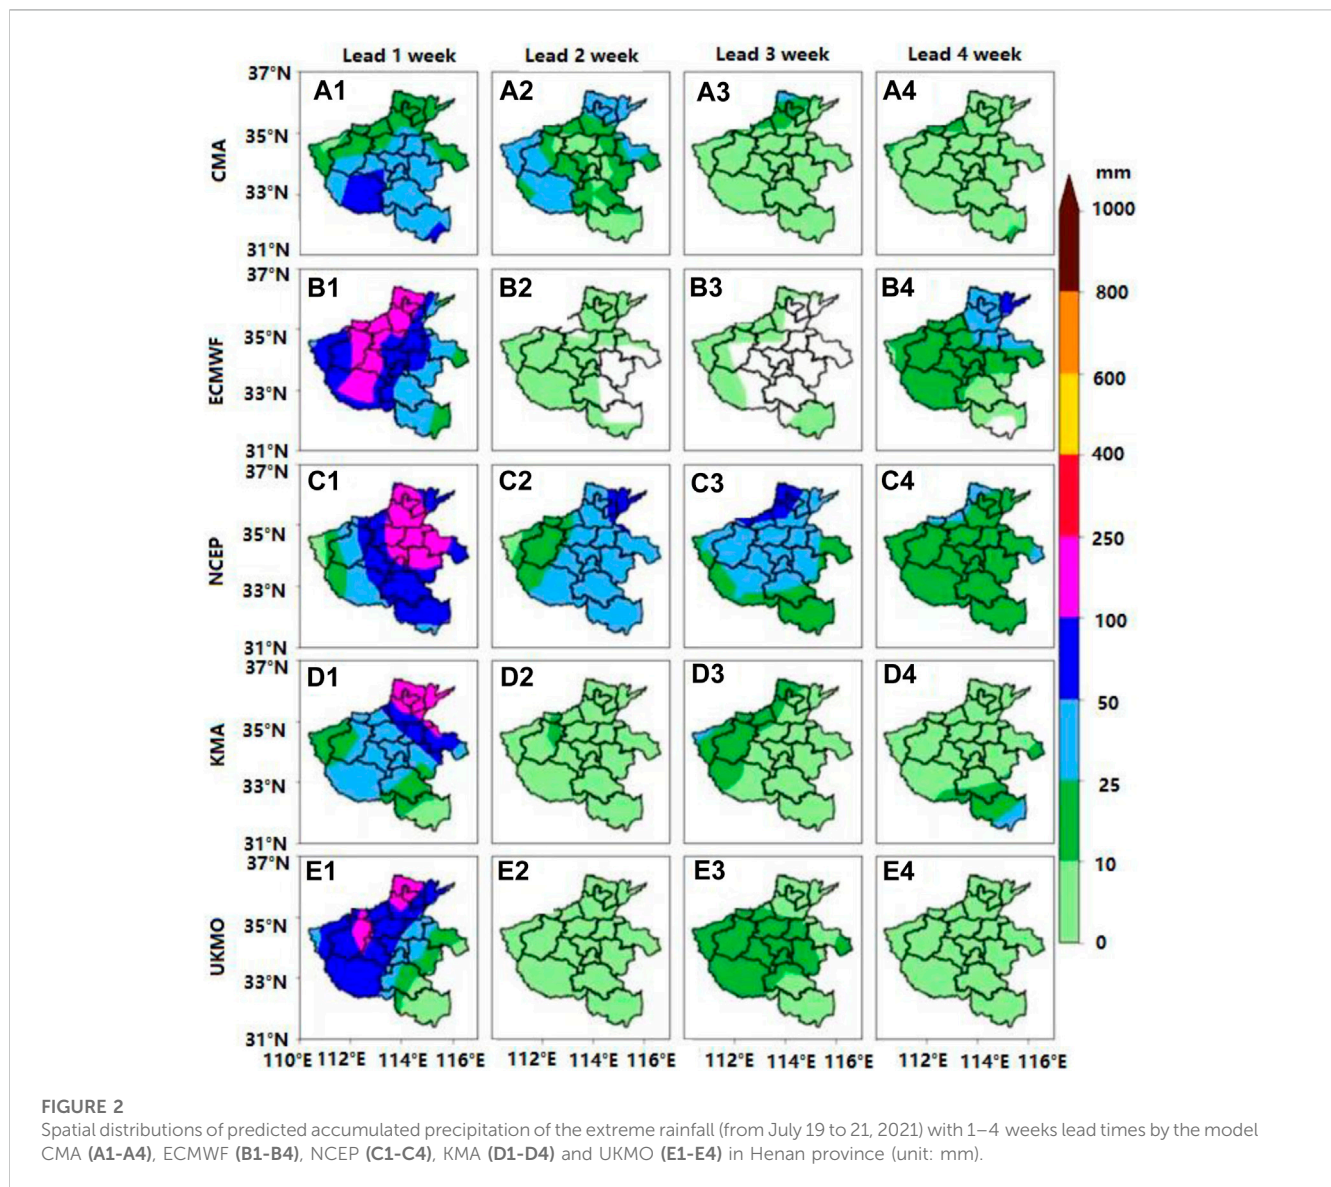 Lead 1 week Lead 2 week Lead 3 week Lead 4 week
37°N A1 A2 A3 A4
35°N
CMA
33°N
31°N
37°N B1 B2 B3 B4
35°N
ECMWF
33°N
31°N
37°N C1 C2 C3 C4
35°N
NCEP
33°N
31°N
37°N D1 D2 D3 D4
35°N
KMA
33°N
31°N
37°N E1 E2 E3 E4
35°N
UKMO
33°N
31°N
110°E 112°E 114°E 116°E 112°E 114°E 116°E 112°E 114°E 116°E 112°E 114°E 116°E
mm
1000
800
600
400
250
100
50
25
10
0
FIGURE 2
Spatial distributions of predicted accumulated precipitation of the extreme rainfall (from July 19 to 21, 2021) with 1–4 weeks lead times by the model
CMA (A1-A4), ECMWF (B1-B4), NCEP (C1-C4), KMA (D1-D4) and UKMO (E1-E4) in Henan province (unit: mm).